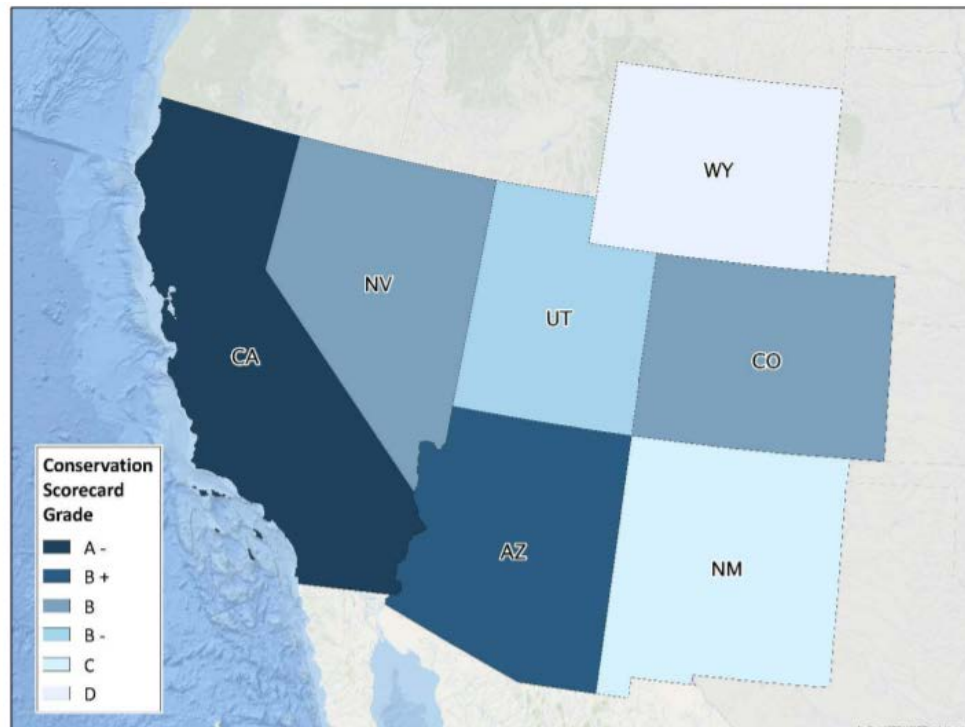 WY
NV
UT
CA
CO
AZ
NM
Conservation
Scorecard
Grade
A -
B +
B
B -
C
D